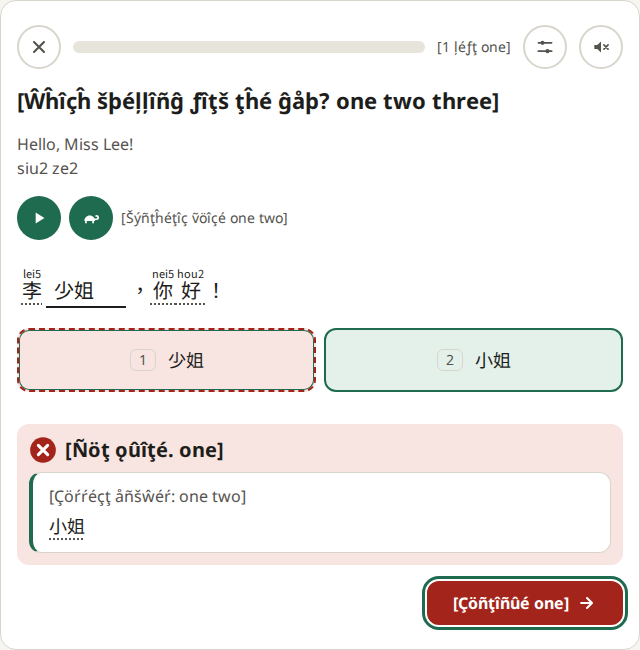 [1 ļéƒţ one]
[Ŵĥîçĥ šþéļļîñĝ ƒîţš ţĥé ĝåþ? one two three]
Hello, Miss Lee!
siu2 ze2
[Šýñţĥéţîç ṽöîçé one two]
lei5 nei5 hou2
李 少姐 ，你 好 ！
1 少姐
2 小姐
[Ñöţ ǫûîţé. one]
[Çöŕŕéçţ åñšŵéŕ: one two]
小姐
[Çöñţîñûé one]